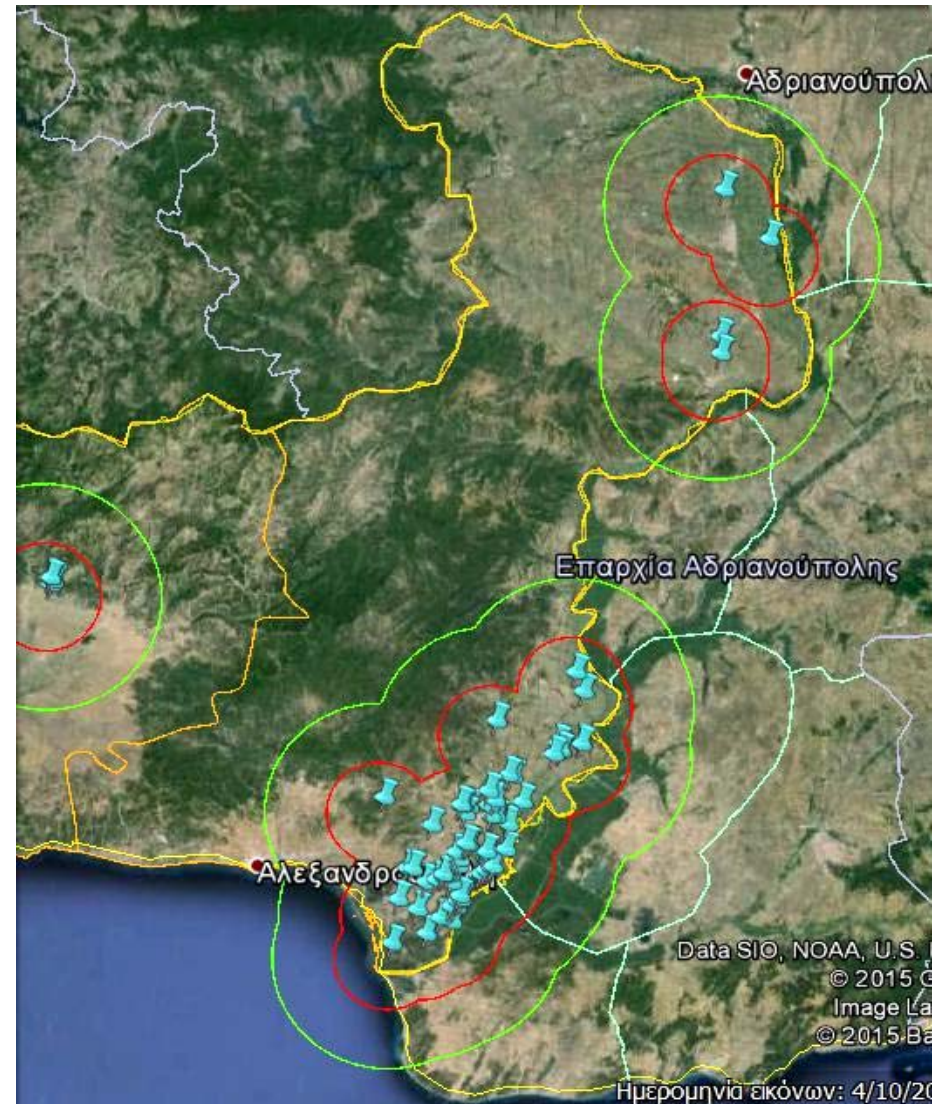 Αδριανούπολ
Επαρχία Αδριανούπολης
Αλεξανδρο
Data SIO, NOAA, U.S.
© 2015 G
Image La
© 2015 Ba
Ημερομηνία εικόνων: 4/10/20